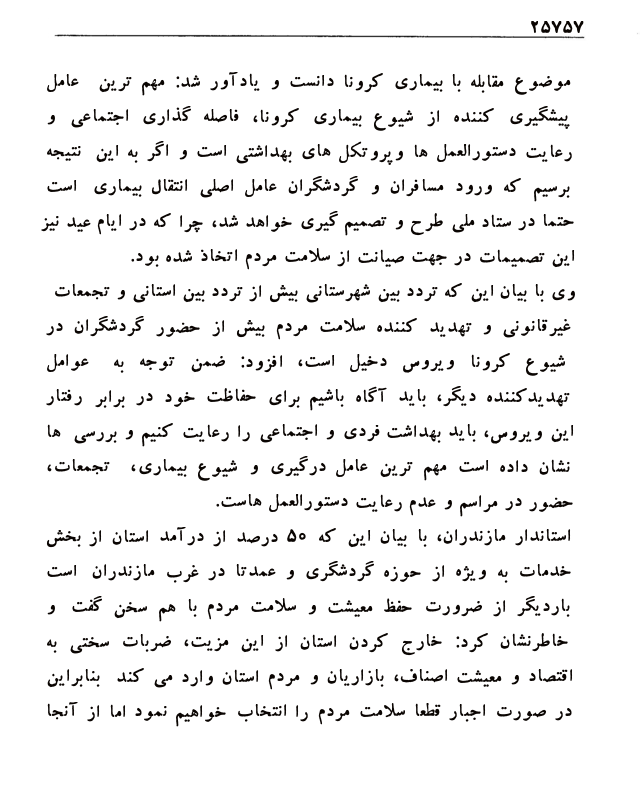 ۲۵۷۵۷
موضوع مقابله با بیماری کرونا دانست و یادآور شد: مهم ترین عامل
پیشگیری کننده از شیوع بیماری کرونا، فاصله گذاری اجتماعی و
رعایت دستورالعمل ها وپروتکل های بهداشتی است و اگر به این نتیجه
برسیم که ورود مسافران و گردشگران عامل اصلی انتقال بیماری است
حتما در ستاد ملی طرح و تصمیم گیری خواهد شد، چرا که در ایام عید نیز
این تصمیمات در جهت صیانت از سلامت مردم اتخاذ شده بود.
وی با بیان این که تردد بین شهرستانی بیش از تردد بین استانی و تجمعات
غیرقانونی و تهدید کننده سلامت مردم بیش از حضور گردشگران در
شیوع کرونا ویروس دخیل است، افزود: ضمن توجه به عوامل
تهدیدکننده دیگر، باید آگاه باشیم برای حفاظت خود در برابر رفتار
این ویروس، باید بهداشت فردی و اجتماعی را رعایت کنیم و بررسی ها
نشان داده است مهم ترین عامل درگیری و شیوع بیماری، تجمعات،
حضور در مراسم و عدم رعایت دستورالعمل هاست.
استاندار مازندران، با بیان این که ۵۰ درصد از درآمد استان از بخش
خدمات به ویژه از حوزه گردشگری و عمدتا در غرب مازندران است
باردیگر از ضرورت حفظ معیشت و سلامت مردم با هم سخن گفت و
خاطرنشان کرد: خارج کردن استان از این مزیت، ضربات سختی به
اقتصاد و معیشت اصناف، بازاریان و مردم استان وارد می کند بنابراین
در صورت اجبار قطعا سلامت مردم را انتخاب خواهیم نمود اما از آنجا